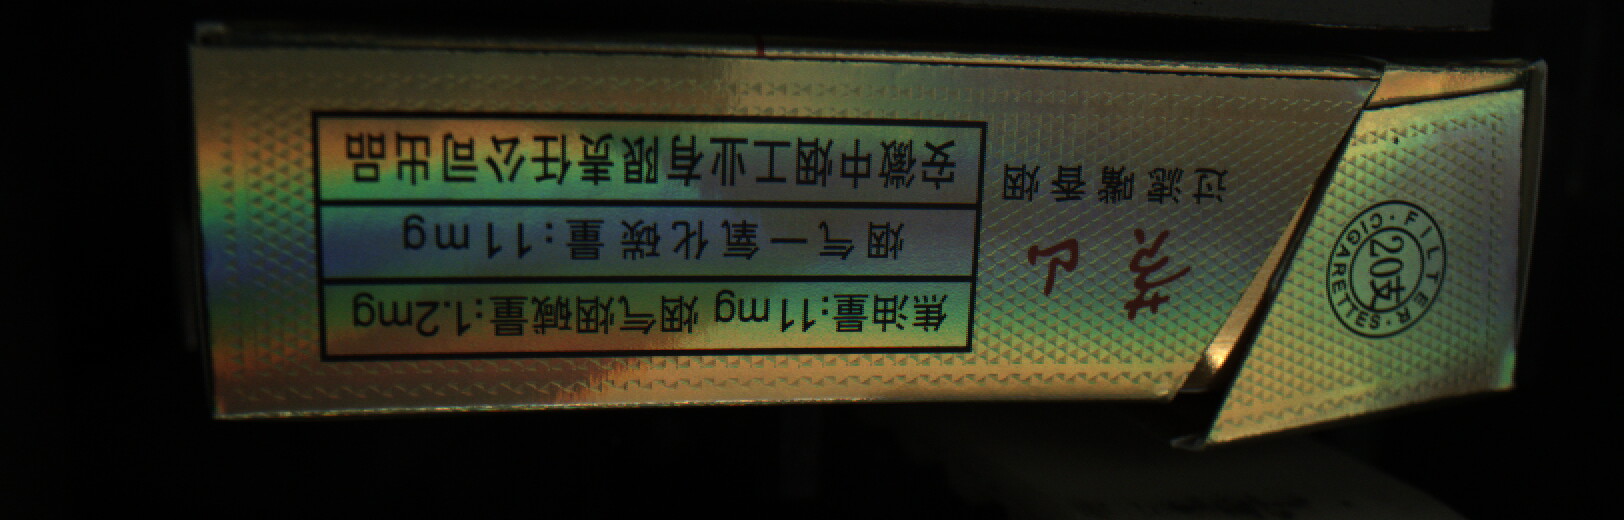 FILTER·CIGARETTES·
20支
黄山
过滤嘴香烟
焦油量:11mg 烟气烟碱量:1.2mg
烟气一氧化碳量:11mg
安徽中烟工业有限责任公司出品